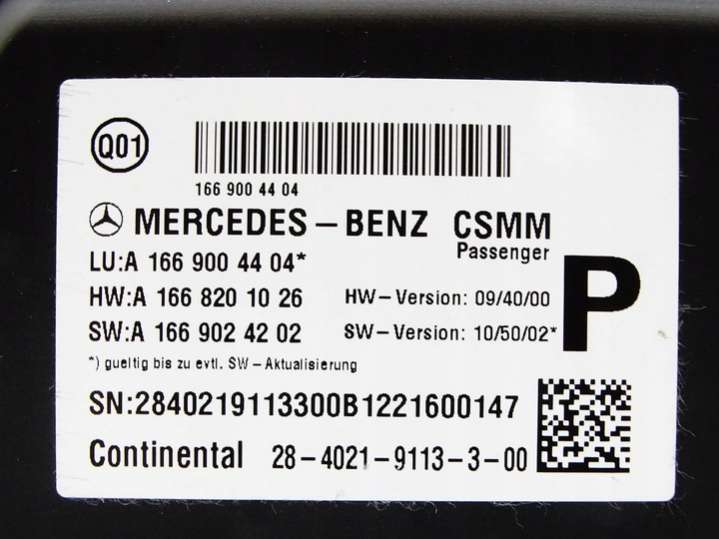 Q01
166 900 44 04
MERCEDES-BENZ CSMM
Passenger
P
LU:A 166 900 44 04*
HW:A 166 820 10 26 HW-Version: 09/40/00
SW:A 166 902 42 02 SW-Version: 10/50/02*
*) gueltig bis zu evtl. SW-Aktualisierung
SN:2840219113300B1221600147
Continental 28-4021-9113-3-00